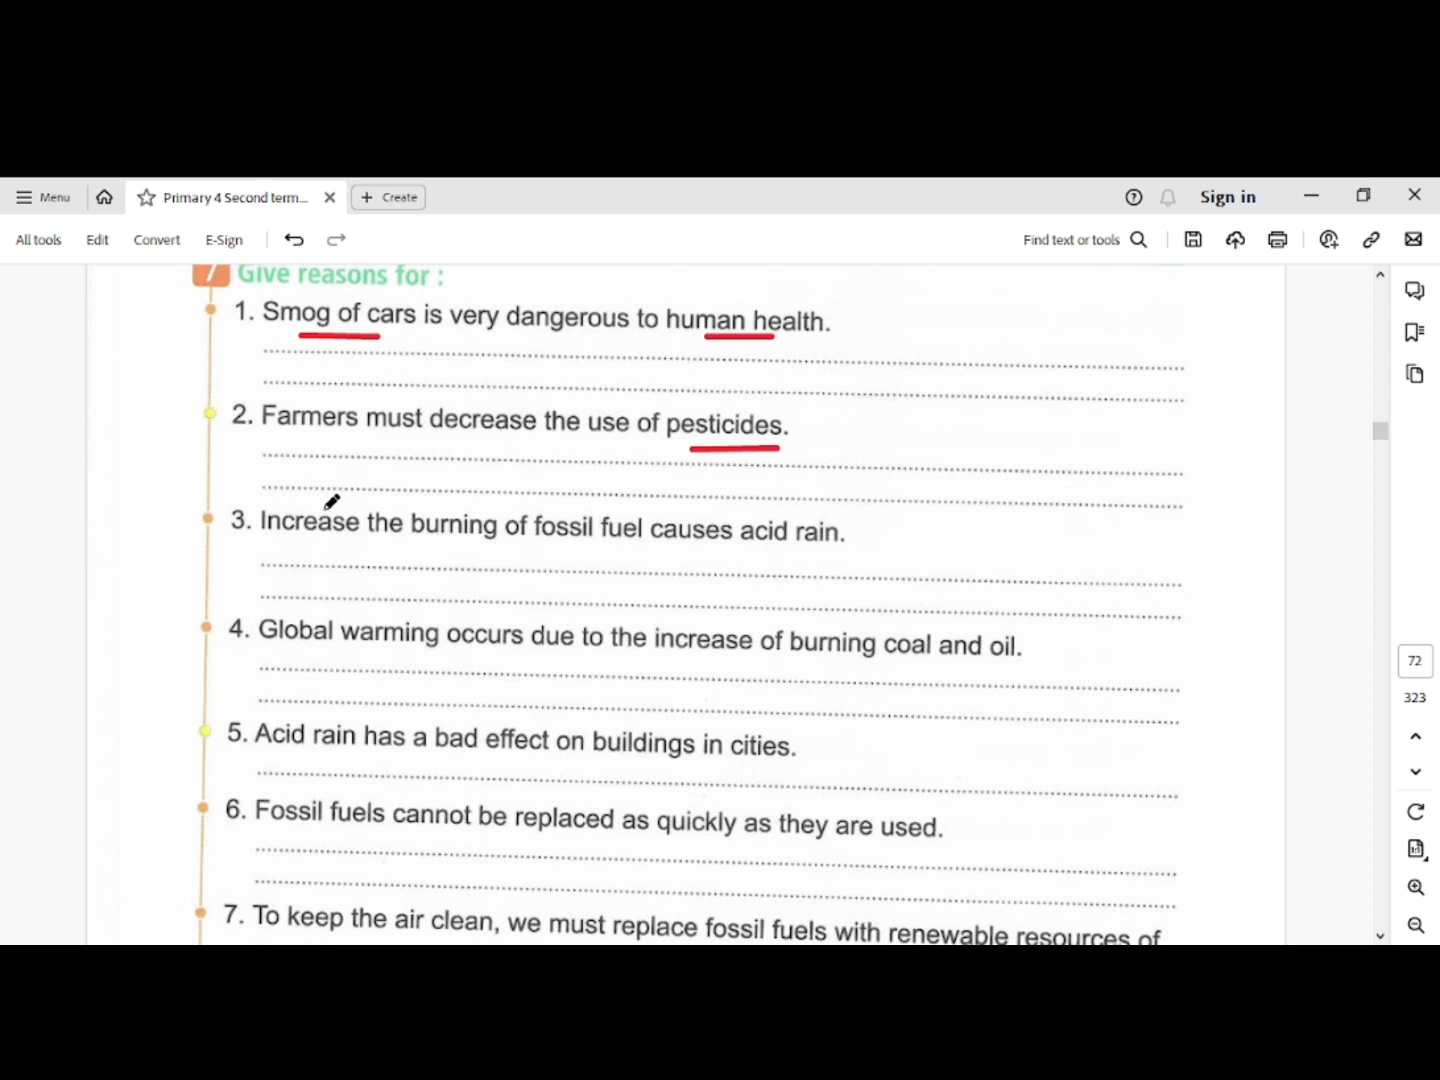 Menu
Primary 4 Second term...
Create
Sign in
All tools
Edit
Convert
E-Sign
Find text or tools
7 Give reasons for :
1. Smog of cars is very dangerous to human health.
2. Farmers must decrease the use of pesticides.
3. Increase the burning of fossil fuel causes acid rain.
4. Global warming occurs due to the increase of burning coal and oil.
5. Acid rain has a bad effect on buildings in cities.
6. Fossil fuels cannot be replaced as quickly as they are used.
7. To keep the air clean, we must replace fossil fuels with renewable resources of
72
323